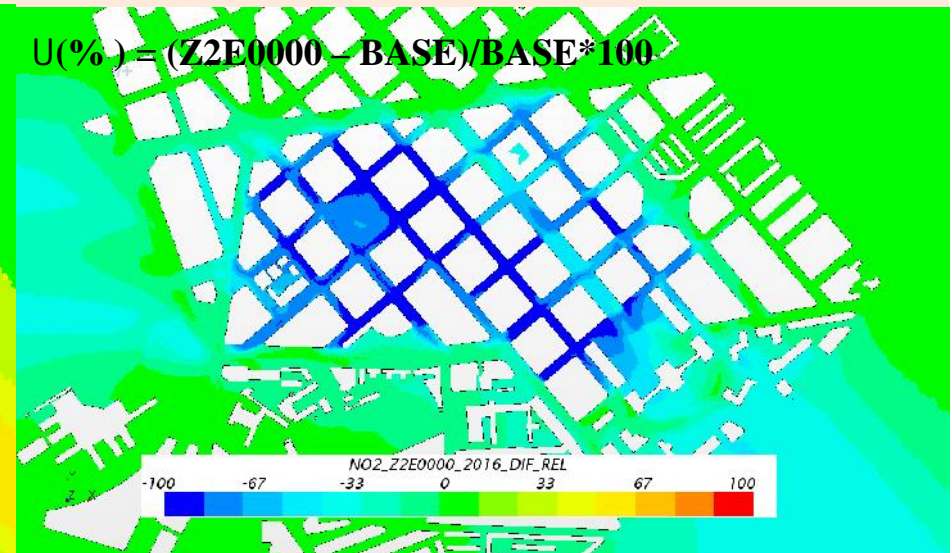 U(% ) = (Z2E0000 – BASE)/BASE*100
Z X
NO2_Z2E0000_2016_DIF_REL
-100 -67 -33 0 33 67 100